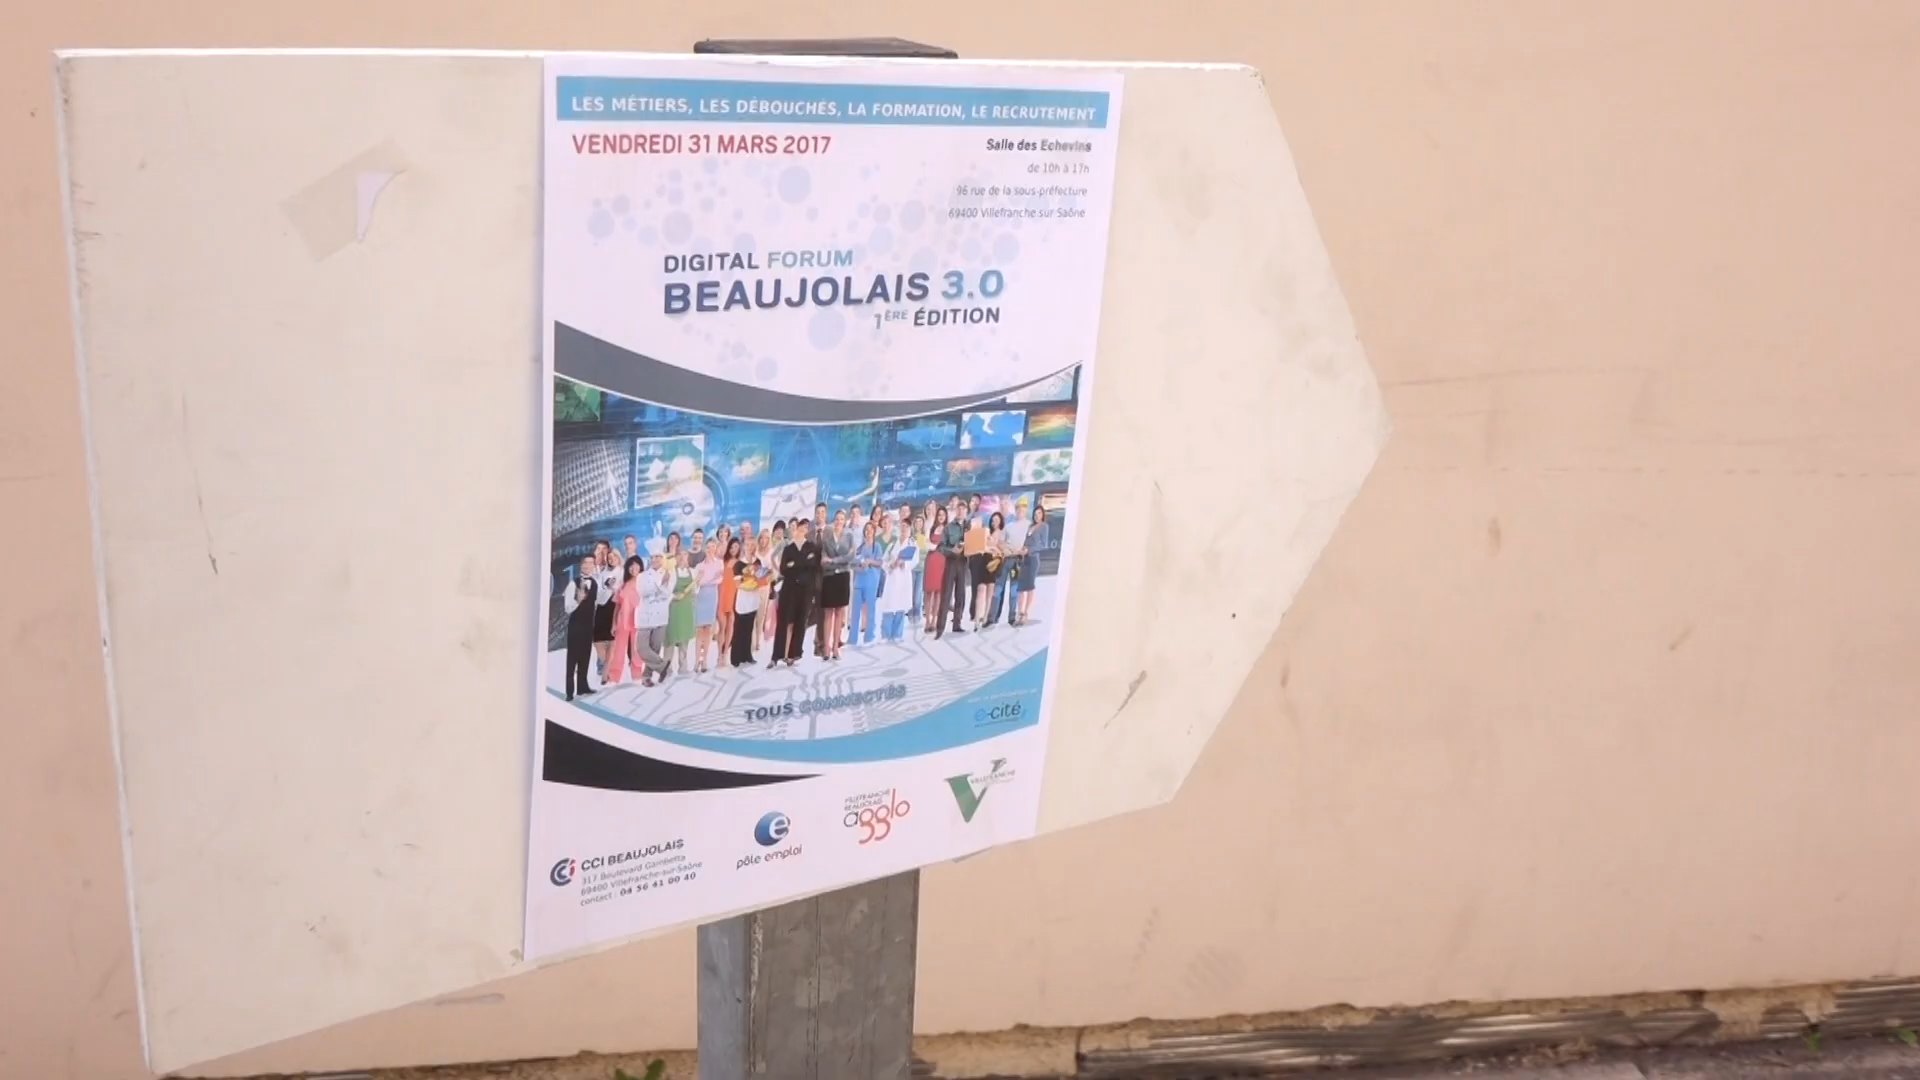 LES MÉTIERS, LES DÉBOUCHÉS, LA FORMATION, LE RECRUTEMENT
VENDREDI 31 MARS 2017
Salle des Echevins
de 10h à 17h
96 rue de la sous-préfecture
69400 Villefranche sur Saône
DIGITAL FORUM
BEAUJOLAIS 3.0
1ÈRE ÉDITION
TOUS CONNECTÉS
e-cité
CCI BEAUJOLAIS
317 Boulevard Gambetta
69400 Villefranche-sur-Saône
contact : 04 56 41 00 40
pôle emploi
VILLEFRANCHE
BEAUJOLAIS
agglo
VILLEFRANCHE